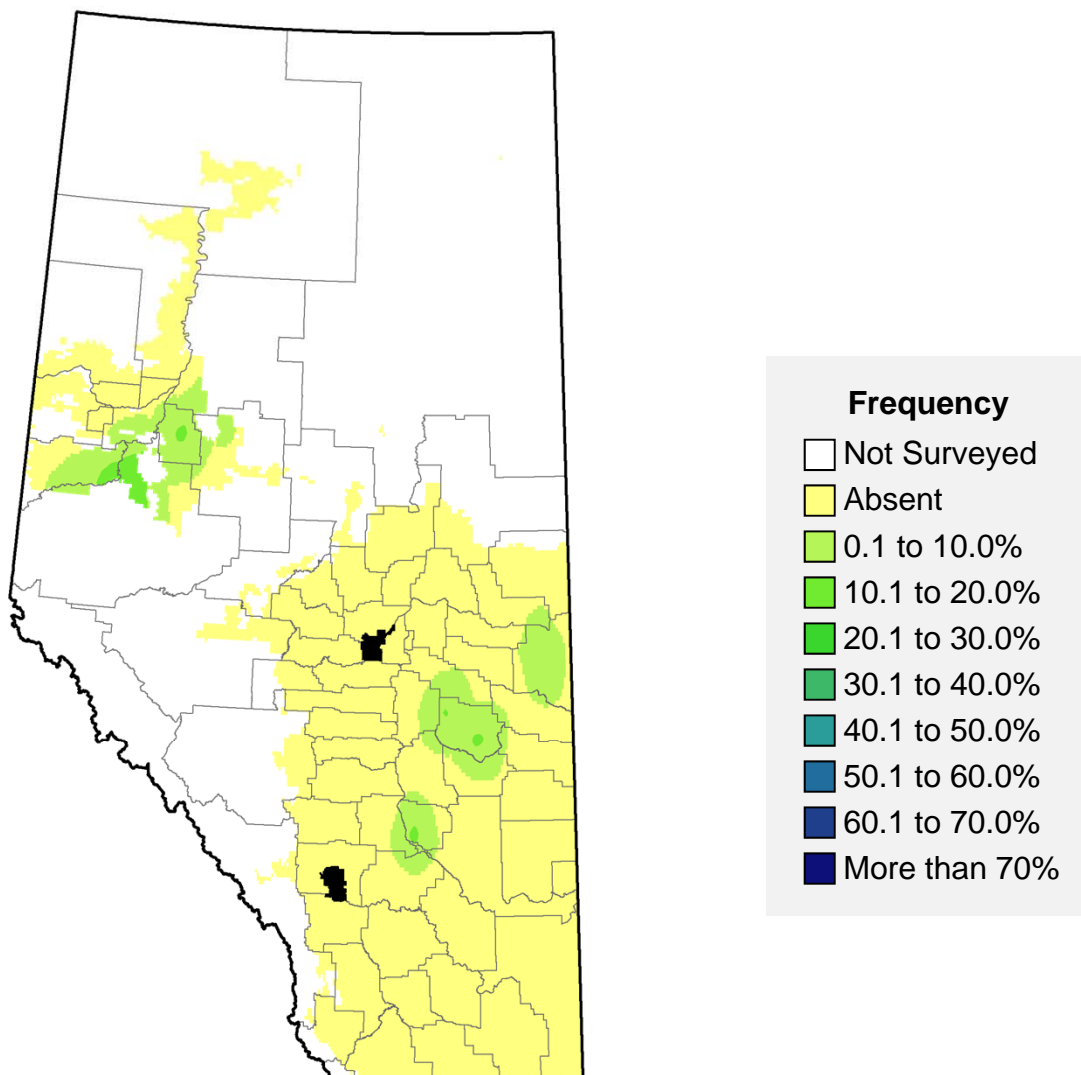 Frequency
Not Surveyed
Absent
0.1 to 10.0%
10.1 to 20.0%
20.1 to 30.0%
30.1 to 40.0%
40.1 to 50.0%
50.1 to 60.0%
60.1 to 70.0%
More than 70%